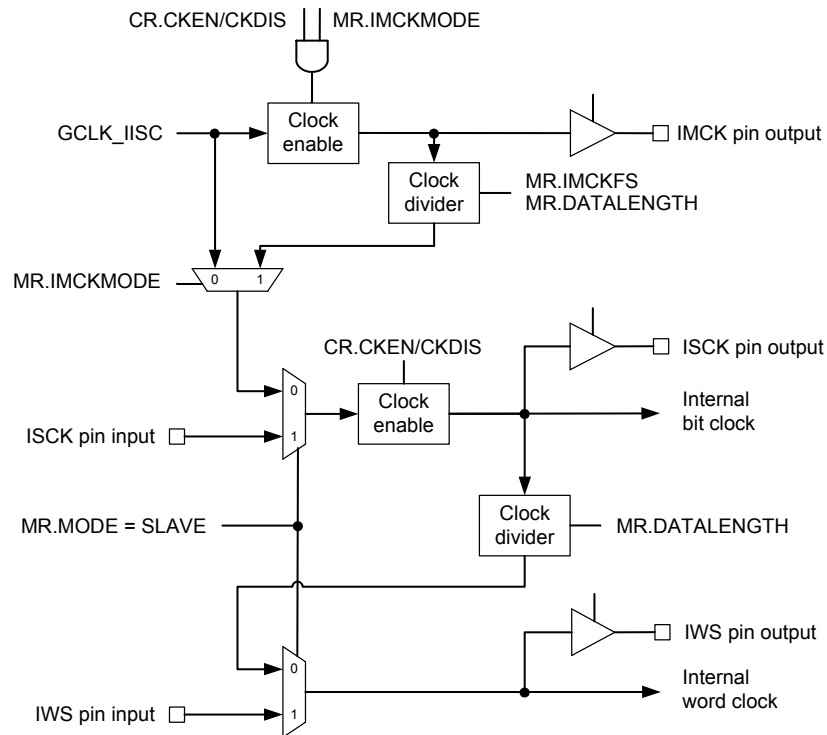 CR.CKEN/CKDIS MR.IMCKMODE
GCLK_IISC
Clock
enable
IMCK pin output
Clock
divider
MR.IMCKFS
MR.DATALENGTH
MR.IMCKMODE
0 1
CR.CKEN/CKDIS
ISCK pin output
0
Clock
enable
Internal
bit clock
ISCK pin input
1
MR.MODE = SLAVE
Clock
divider
MR.DATALENGTH
IWS pin output
0
Internal
word clock
IWS pin input
1